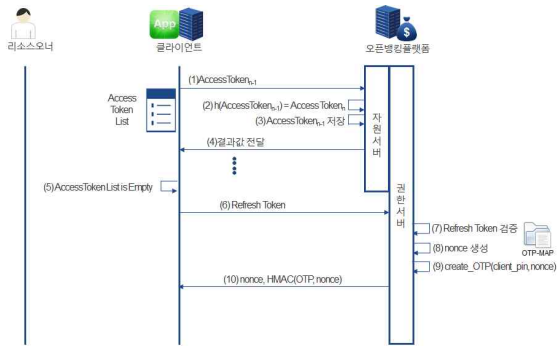 App
리소스오너
클라이언트
오픈뱅킹플랫폼
(1)AccessTokenn-1
Access
Token
List
(2) h(AccessTokenn-1) = Access Tokenn
(3) AccessTokenn-1 저장
자원서버
(4)결과값 전달
(5) AccessToken List is Empty
(6) Refresh Token
권한서버
(7) Refresh Token 검증
(8) nonce 생성
OTP-MAP
(9) create_OTP(client_pin,nonce)
(10) nonce, HMAC(OTP, nonce)